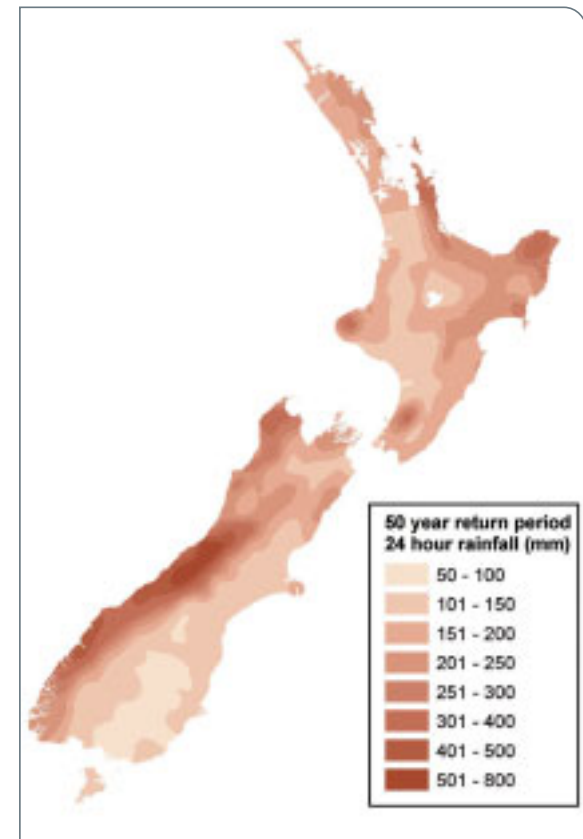 50 year return period
24 hour rainfall (mm)
50 - 100
101 - 150
151 - 200
201 - 250
251 - 300
301 - 400
401 - 500
501 - 800